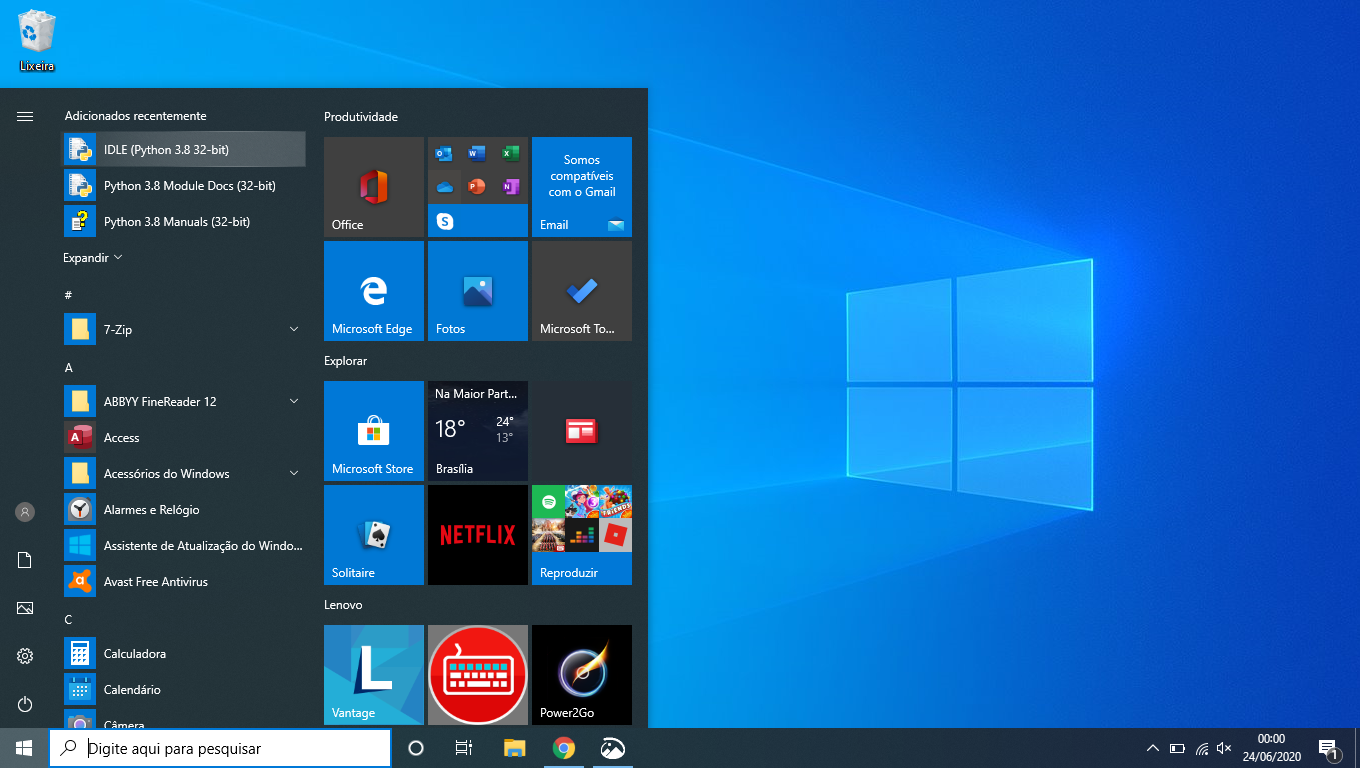 Lixeira
Adicionados recentemente
IDLE (Python 3.8 32-bit)
Python 3.8 Module Docs (32-bit)
Python 3.8 Manuals (32-bit)
Expandir
#
7-Zip
A
ABBYY FineReader 12
Access
Acessórios do Windows
Alarmes e Relógio
Assistente de Atualização do Windo...
Avast Free Antivirus
C
Calculadora
Calendário
Câmera
Produtividade
Office
Somos
compatíveis
com o Gmail
Email
Microsoft Edge
Fotos
Microsoft To...
Explorar
Microsoft Store
Na Maior Part...
18°
24°
13°
Brasília
Solitaire
NETFLIX
FRIENDS
Reproduzir
Lenovo
L
Vantage
Power2Go
Digite aqui para pesquisar
00:00
24/06/2020
1